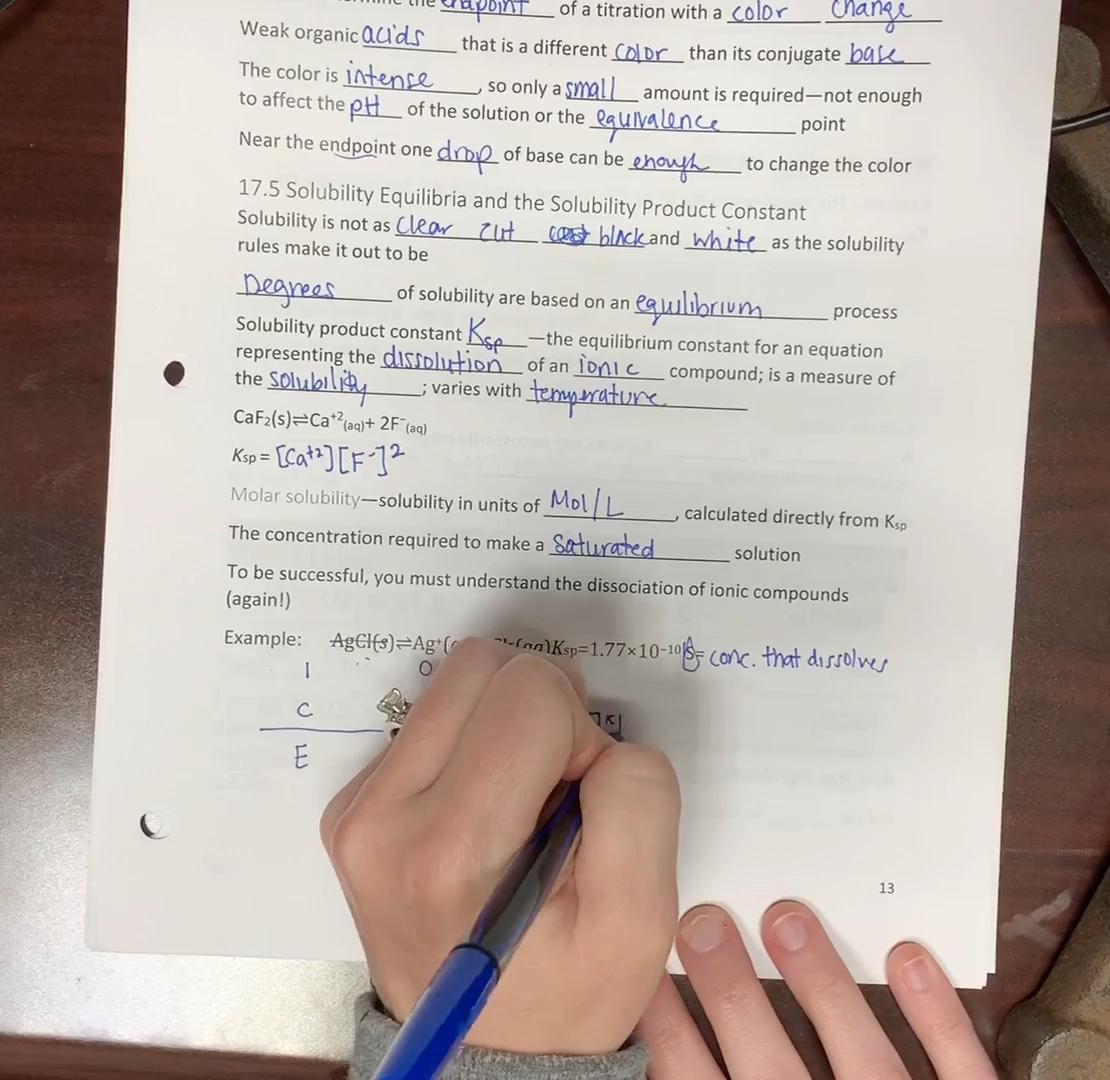 the endpoint of a titration with a color change
Weak organic acids that is a different color than its conjugate base
The color is intense, so only a small amount is required—not enough
to affect the pH of the solution or the equivalence point
Near the endpoint one drop of base can be enough to change the color
17.5 Solubility Equilibria and the Solubility Product Constant
Solubility is not as clear cut black and white as the solubility
rules make it out to be
Degrees of solubility are based on an equilibrium process
Solubility product constant Ksp—the equilibrium constant for an equation
representing the dissolution of an ionic compound; is a measure of
the solubility; varies with temperature
CaF₂(s)⇌Ca⁺²(aq)+ 2F⁻(aq)
Ksp = [Ca⁺²][F⁻]²
Molar solubility—solubility in units of Mol/L, calculated directly from Ksp
The concentration required to make a saturated solution
To be successful, you must understand the dissociation of ionic compounds
(again!)
Example: AgCl(s)⇌Ag⁺( (aq)Ksp=1.77×10⁻¹⁰ S= conc. that dissolves
I 0
C
E
13